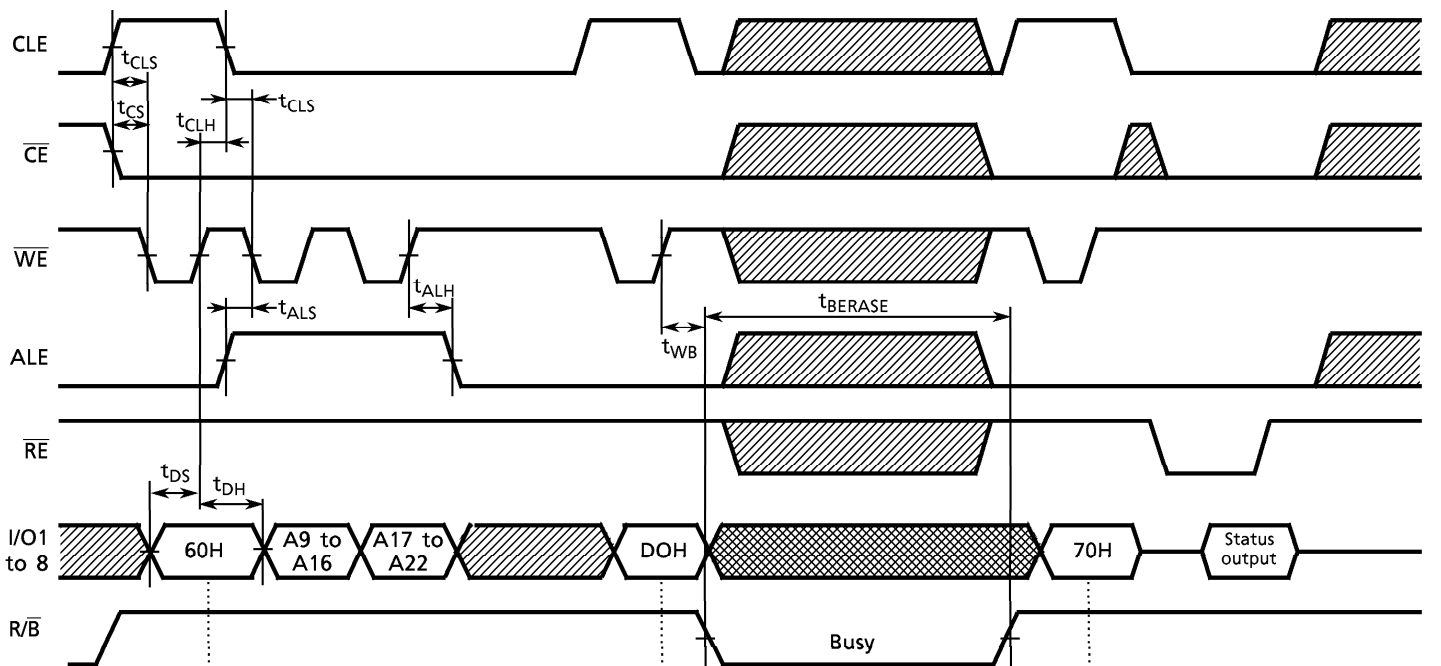 CLE
tCLS
tCS
tCLH
tCLS
CE
WE
tALS
tALH
tBERASE
tWB
ALE
RE
tDS
tDH
I/O1
to 8
60H
A9 to
A16
A17 to
A22
DOH
70H
Status
output
R/B
Busy